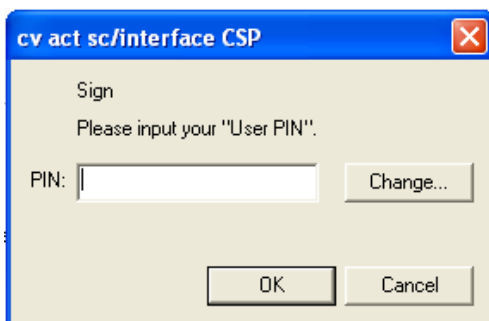 cv act sc/interface CSP
Sign
Please input your "User PIN".
PIN:
Change...
OK
Cancel